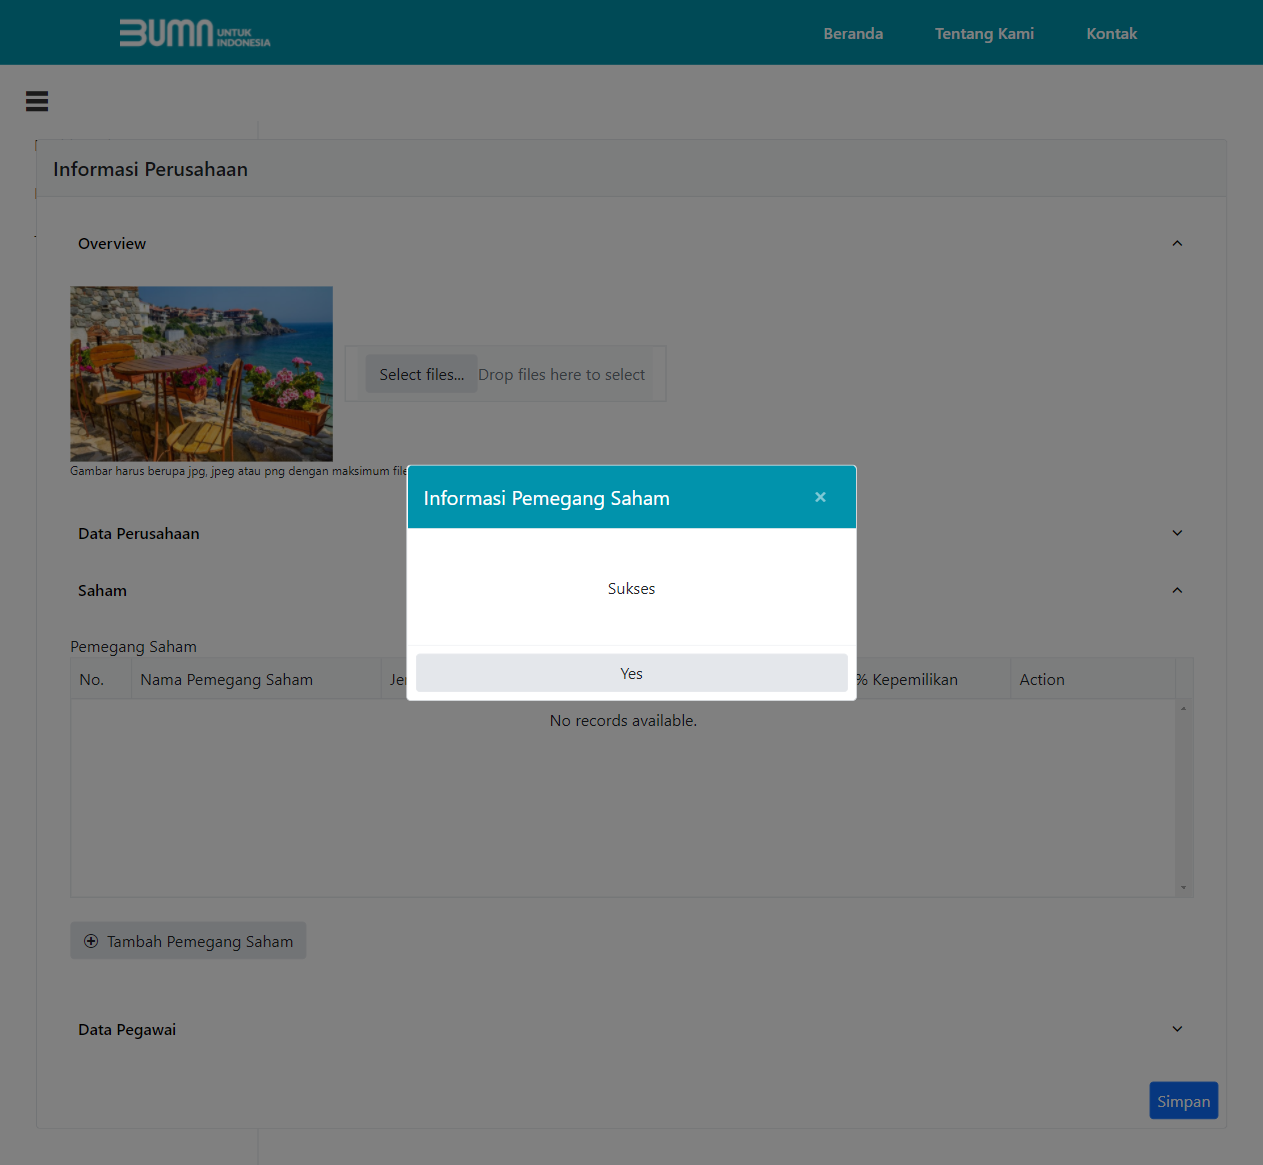 BUMN UNTUK INDONESIA
Beranda Tentang Kami Kontak
Informasi Perusahaan
Overview
Select files... Drop files here to select
Gambar harus berupa jpg, jpeg atau png dengan maksimum file
Informasi Pemegang Saham ×
Data Perusahaan
Sukses
Saham
Pemegang Saham
Yes
No. Nama Pemegang Saham % Kepemilikan Action
No records available.
Tambah Pemegang Saham
Data Pegawai
Simpan